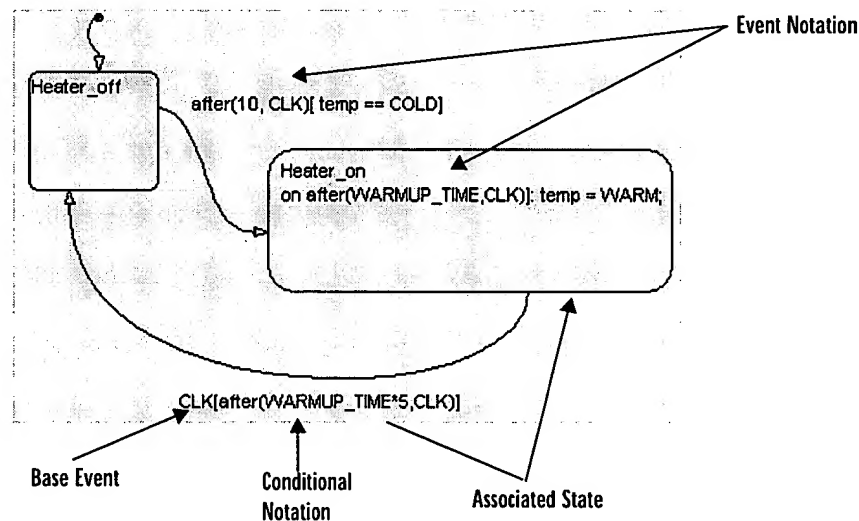 Event Notation
Heater_off
after(10, CLK)[ temp == COLD]
Heater_on
on after(WARMUP_TIME,CLK)]: temp = WARM;
CLK[after(WARMUP_TIME*5,CLK)]
Base Event
Conditional
Notation
Associated State